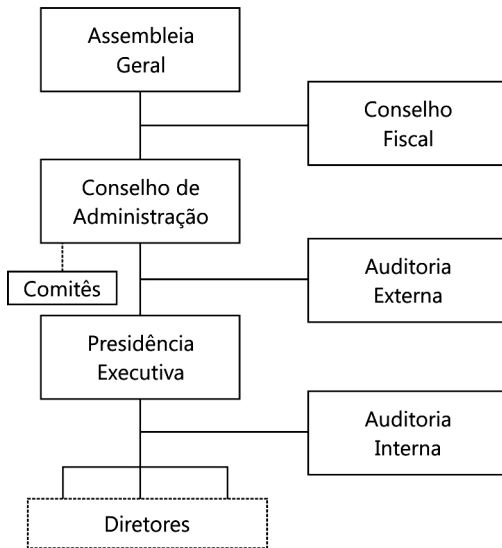 Assembleia
Geral
Conselho
Fiscal
Conselho de
Administração
Comitês
Auditoria
Externa
Presidência
Executiva
Auditoria
Interna
Diretores